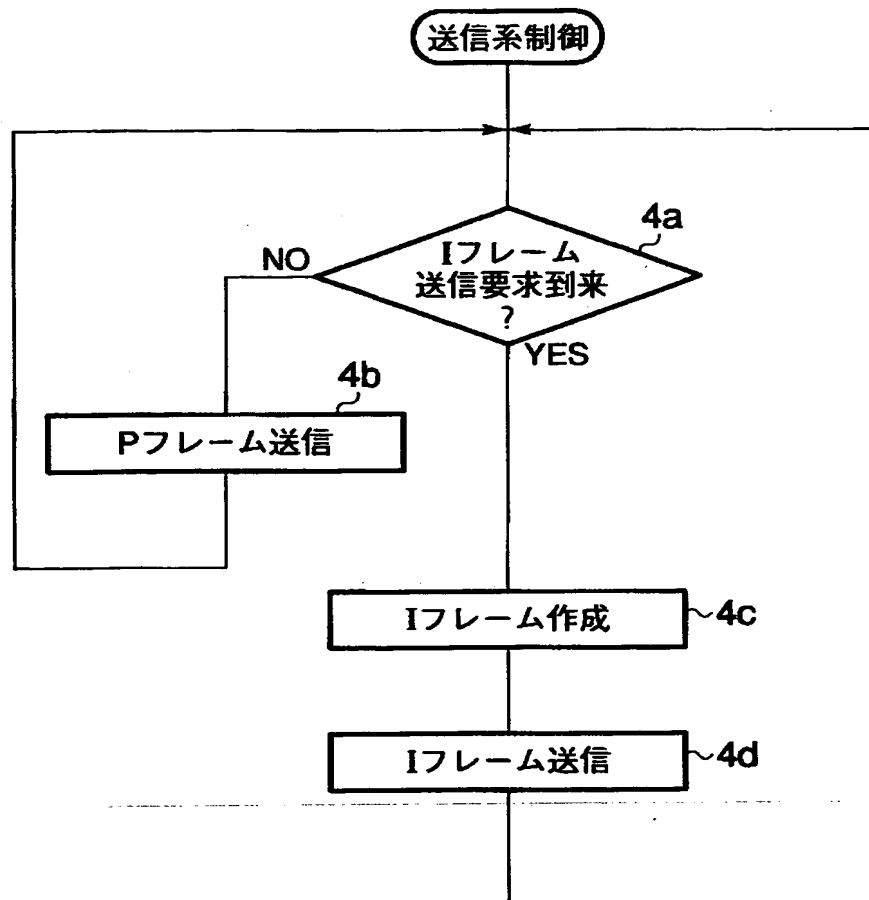 送信系制御
4a
Iフレーム
送信要求到来
?
NO
YES
4b
Pフレーム送信
Iフレーム作成
4c
Iフレーム送信
4d